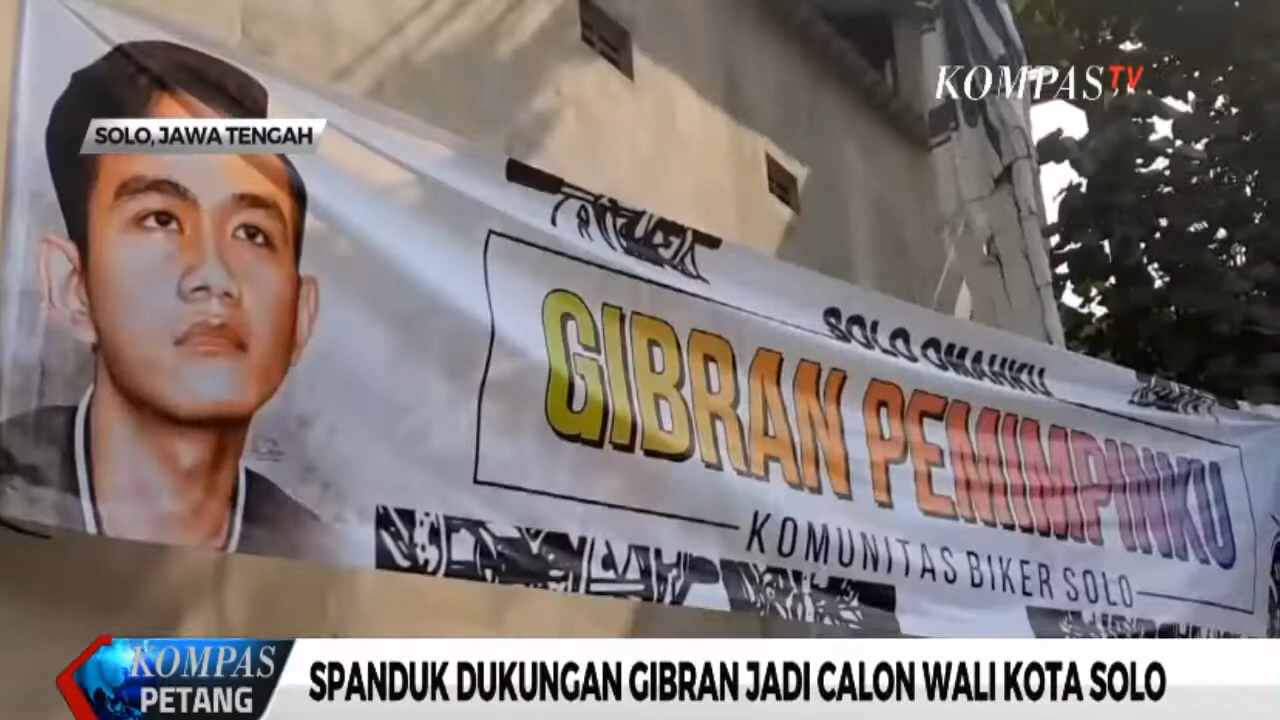 KOMPASTV
SOLO, JAWA TENGAH
SOLO OMAHKU
GIBRAN PEMIMPINKU
KOMUNITAS BIKER SOLO
KOMPAS
PETANG
SPANDUK DUKUNGAN GIBRAN JADI CALON WALI KOTA SOLO